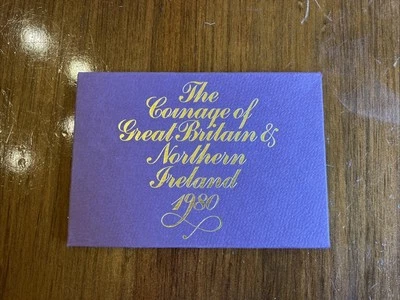 The
Coinage of
Great Britain &
Northern
Ireland
1980